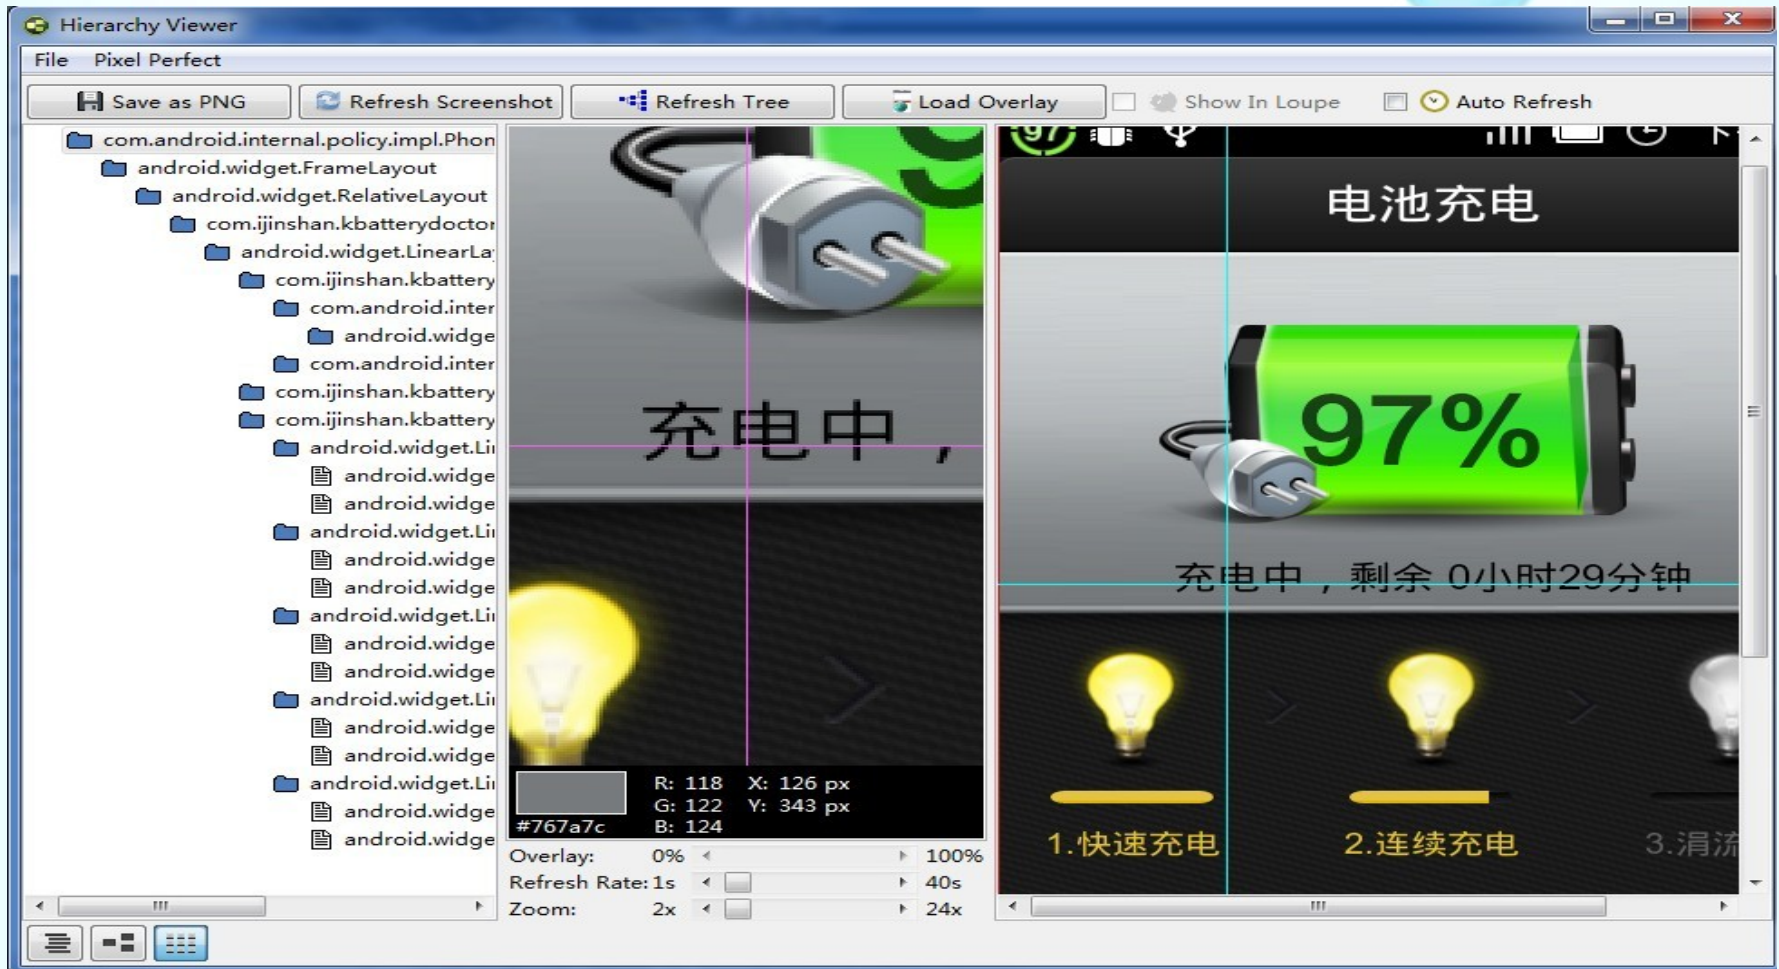 Hierarchy Viewer
File Pixel Perfect
Save as PNG Refresh Screenshot Refresh Tree Load Overlay Show In Loupe Auto Refresh
com.android.internal.policy.impl.Phon
android.widget.FrameLayout
android.widget.RelativeLayout
com.ijinshan.kbatterydoctor
android.widget.LinearLa
com.ijinshan.kbattery
com.android.inter
android.widge
com.android.inter
com.ijinshan.kbattery
com.ijinshan.kbattery
android.widget.Li
android.widge
android.widge
android.widget.Li
android.widge
android.widge
android.widget.Li
android.widge
android.widge
android.widget.Li
android.widge
android.widge
android.widget.Li
android.widge
android.widge
充电中，
#767a7c
R: 118 X: 126 px
G: 122 Y: 343 px
B: 124
Overlay: 0% 100%
Refresh Rate: 1s 40s
Zoom: 2x 24x
97
电池充电
97%
充电中，剩余 0小时29分钟
1.快速充电 2.连续充电 3.涓流